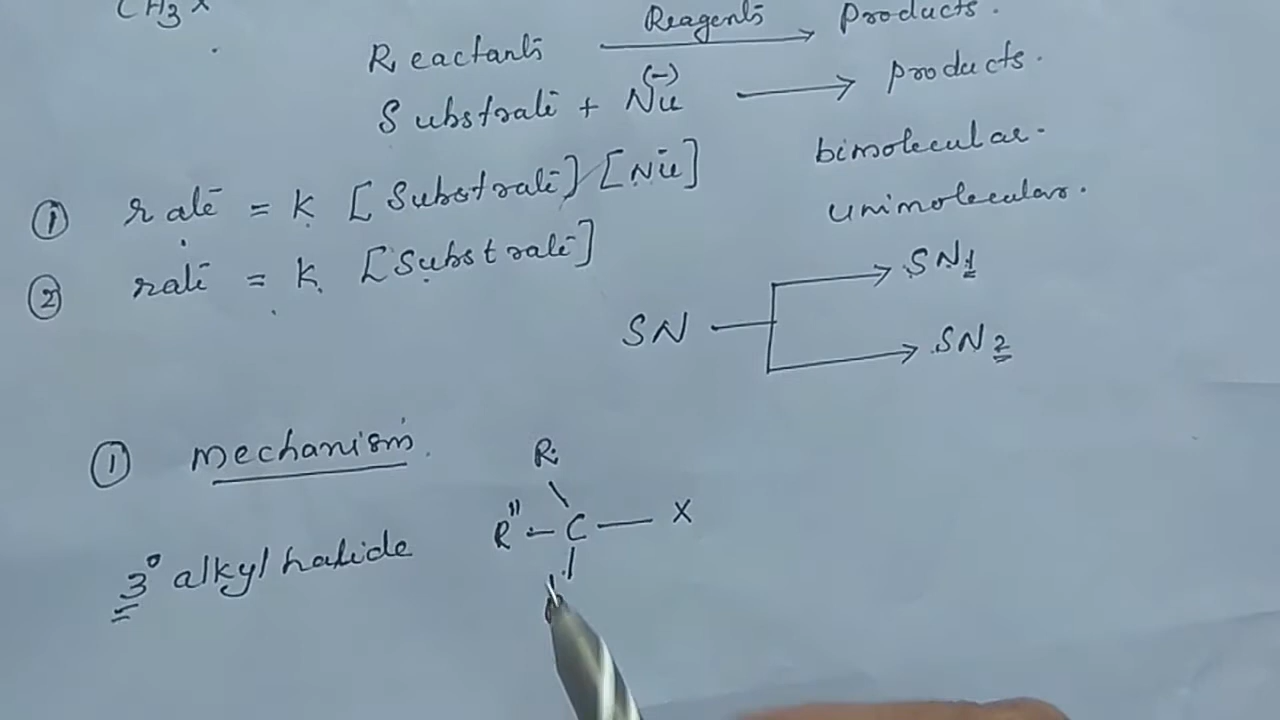 CH3 X
Reactants Reagents Products.
Substrate + Nu (-) products.
bimolecular.
① rate = k [Substrate] [Nu]
unimolecular.
② rate = k [Substrate]
SN1
SN
SN2
① mechanism.
R
R" - C - X
3° alkyl halide